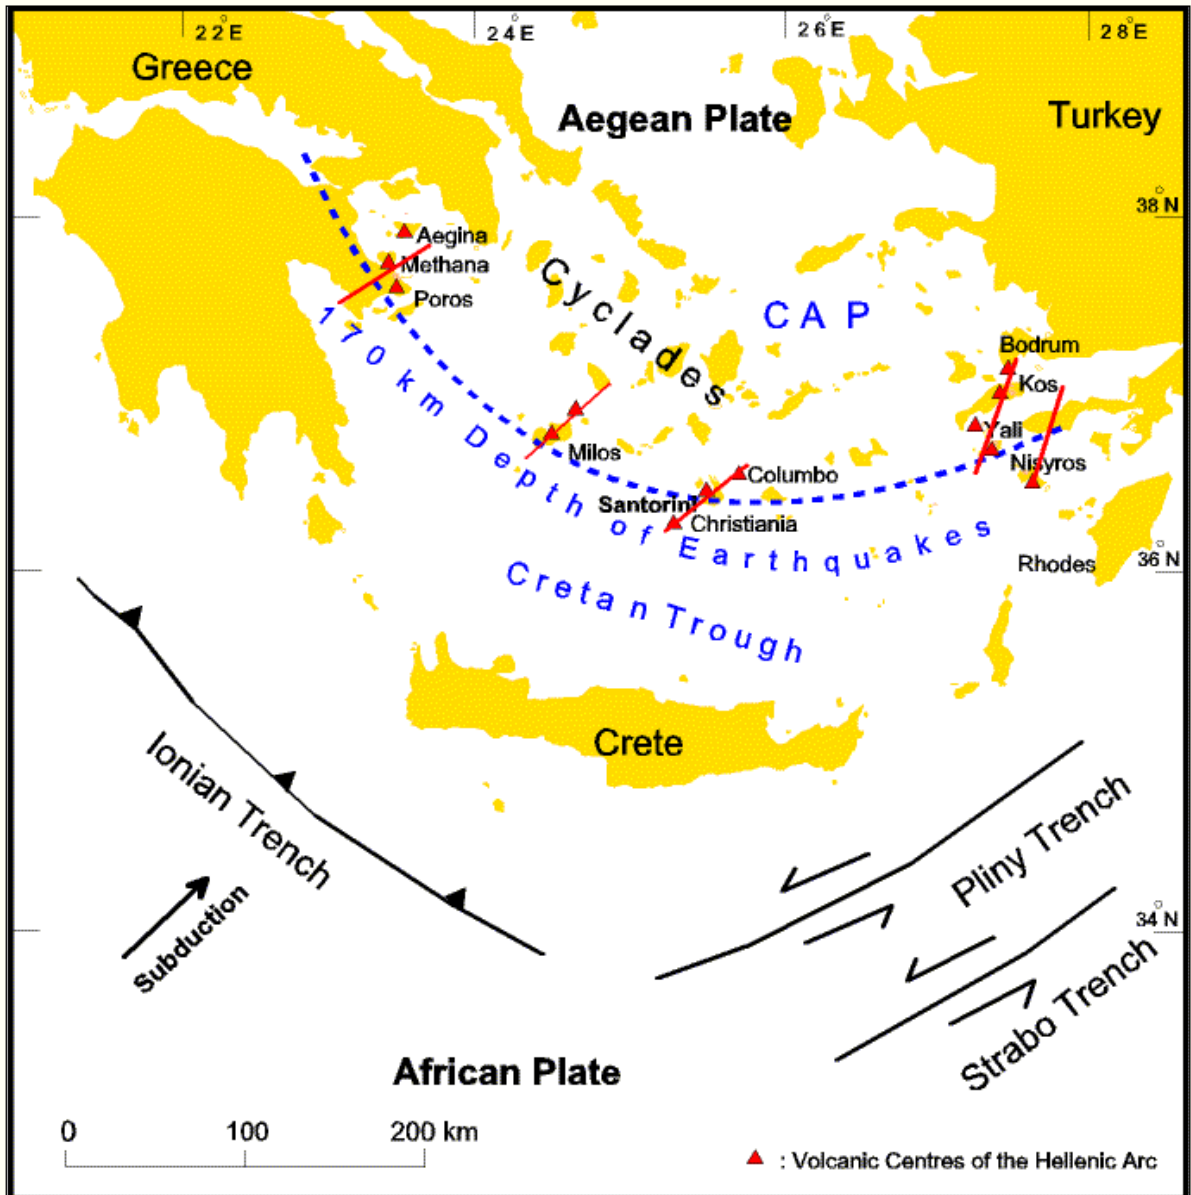 22°E
24°E
26°E
28°E
Greece
Aegean Plate
Turkey
38°N
Aegina
Methana
Poros
Cyclades
CAP
170 km Depth of Earthquakes
Bodrum
Kos
Yali
Nisyros
Milos
Columbo
Santorini
Christiania
Rhodes
36°N
Cretan Trough
Crete
Ionian Trench
Subduction
Pliny Trench
34°N
Strabo Trench
African Plate
0 100 200 km
: Volcanic Centres of the Hellenic Arc